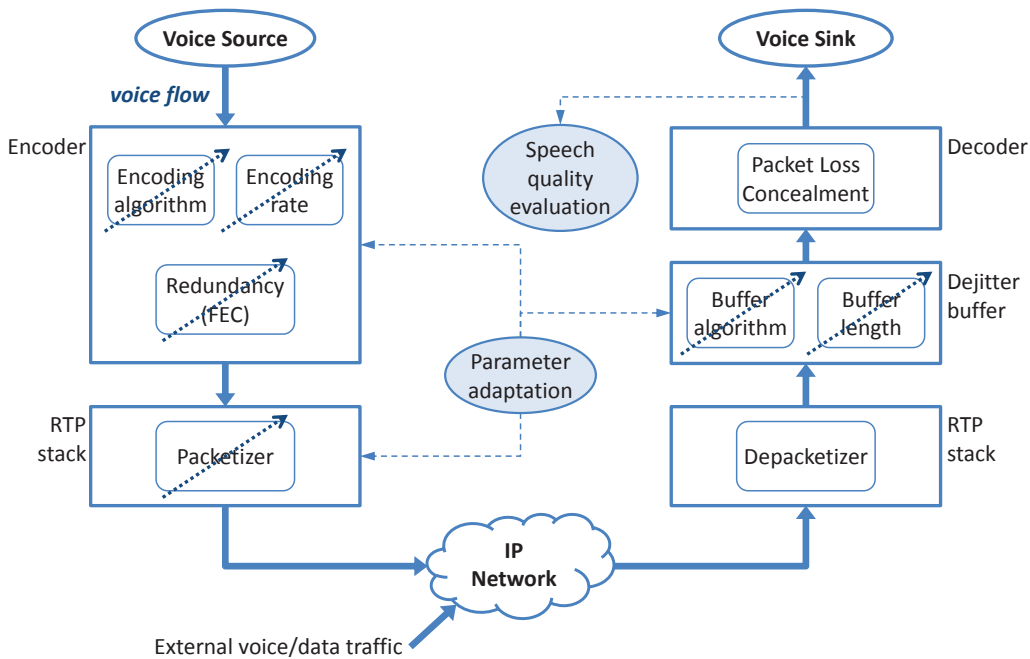 Voice Source
voice flow
Encoder
Encoding
algorithm
Encoding
rate
Redundancy
(FEC)
RTP
stack
Packetizer
Parameter
adaptation
IP
Network
External voice/data traffic
Voice Sink
Speech
quality
evaluation
Packet Loss
Concealment
Decoder
Buffer
algorithm
Buffer
length
Dejitter
buffer
Depacketizer
RTP
stack